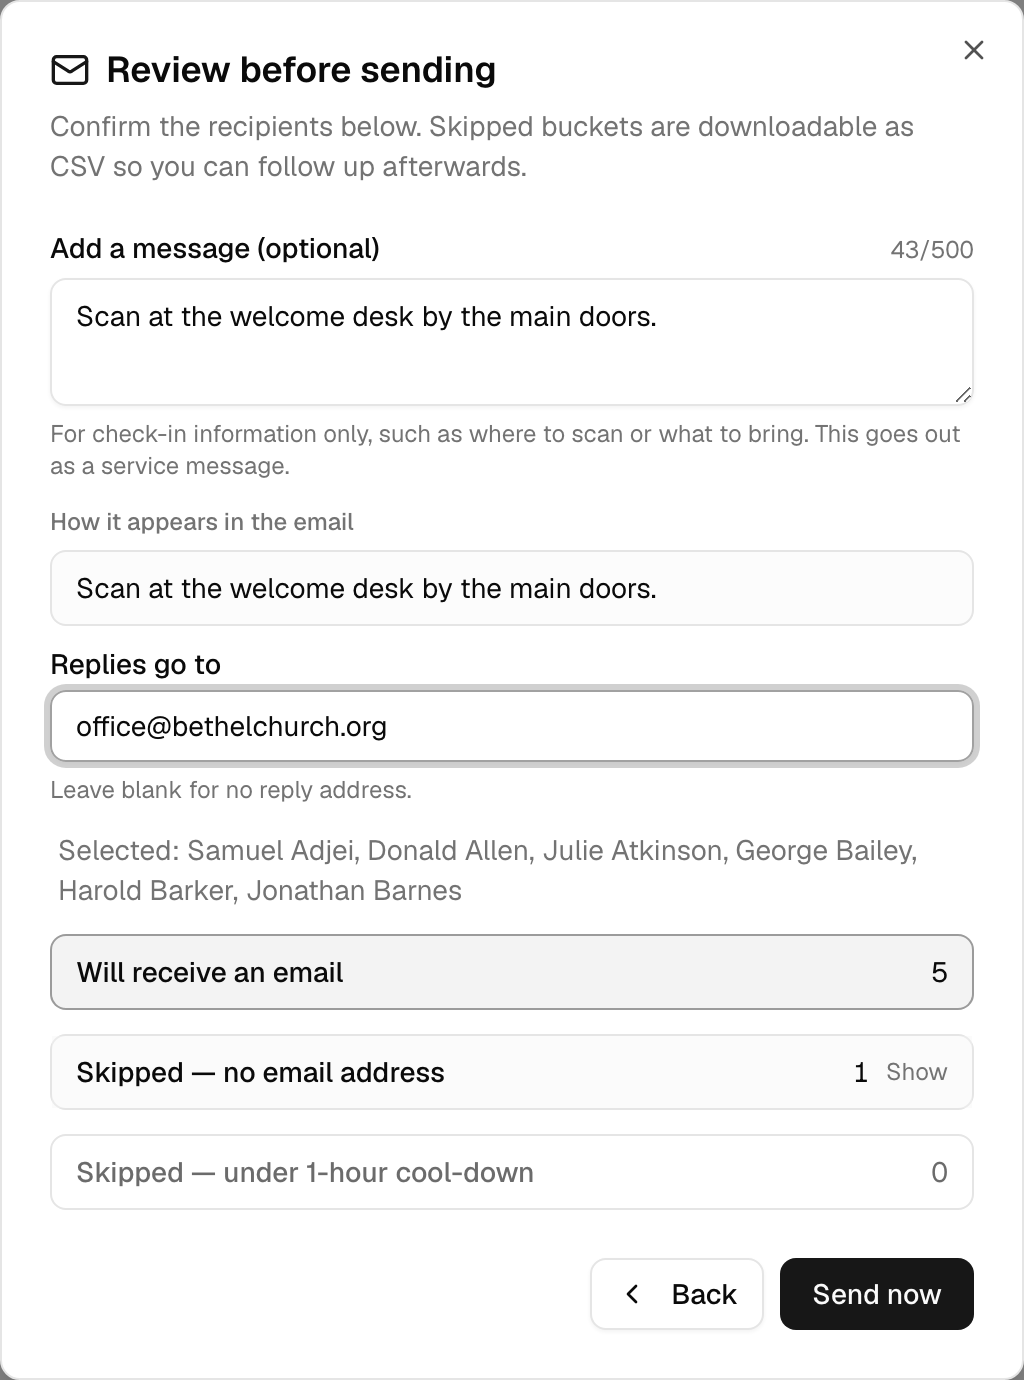 Review before sending
Confirm the recipients below. Skipped buckets are downloadable as
CSV so you can follow up afterwards.
Add a message (optional)
43/500
Scan at the welcome desk by the main doors.
For check-in information only, such as where to scan or what to bring. This goes out
as a service message.
How it appears in the email
Scan at the welcome desk by the main doors.
Replies go to
office@bethelchurch.org
Leave blank for no reply address.
Selected: Samuel Adjei, Donald Allen, Julie Atkinson, George Bailey,
Harold Barker, Jonathan Barnes
Will receive an email 5
Skipped — no email address 1 Show
Skipped — under 1-hour cool-down 0
Back
Send now